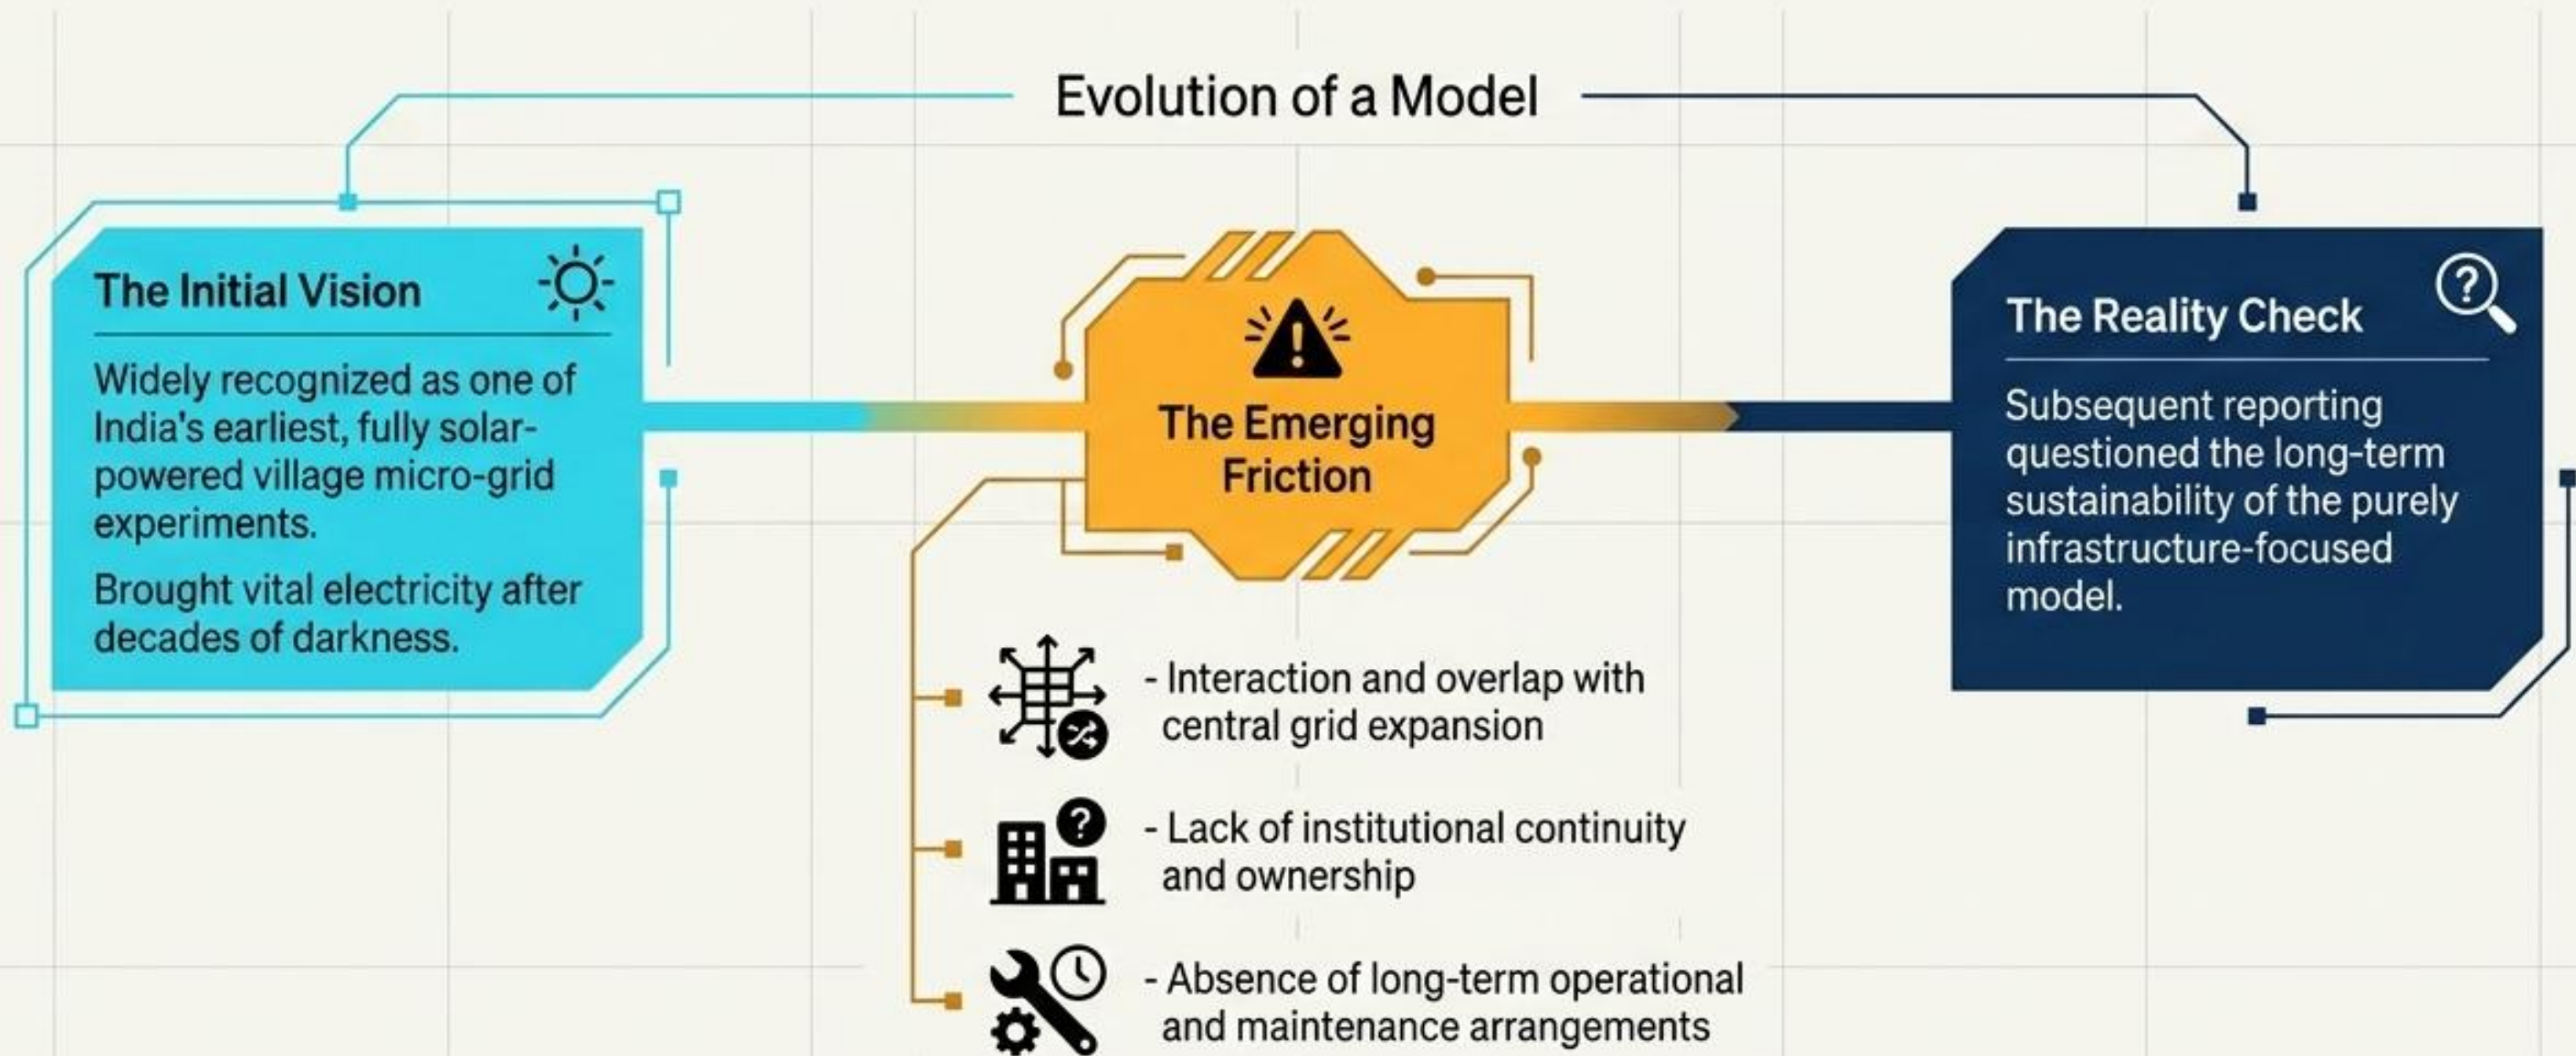 Evolution of a Model
The Initial Vision
Widely recognized as one of
India's earliest, fully solar-
powered village micro-grid
experiments.
Brought vital electricity after
decades of darkness.
The Emerging
Friction
- Interaction and overlap with
central grid expansion
- Lack of institutional continuity
and ownership
- Absence of long-term operational
and maintenance arrangements
The Reality Check
Subsequent reporting
questioned the long-term
sustainability of the purely
infrastructure-focused
model.